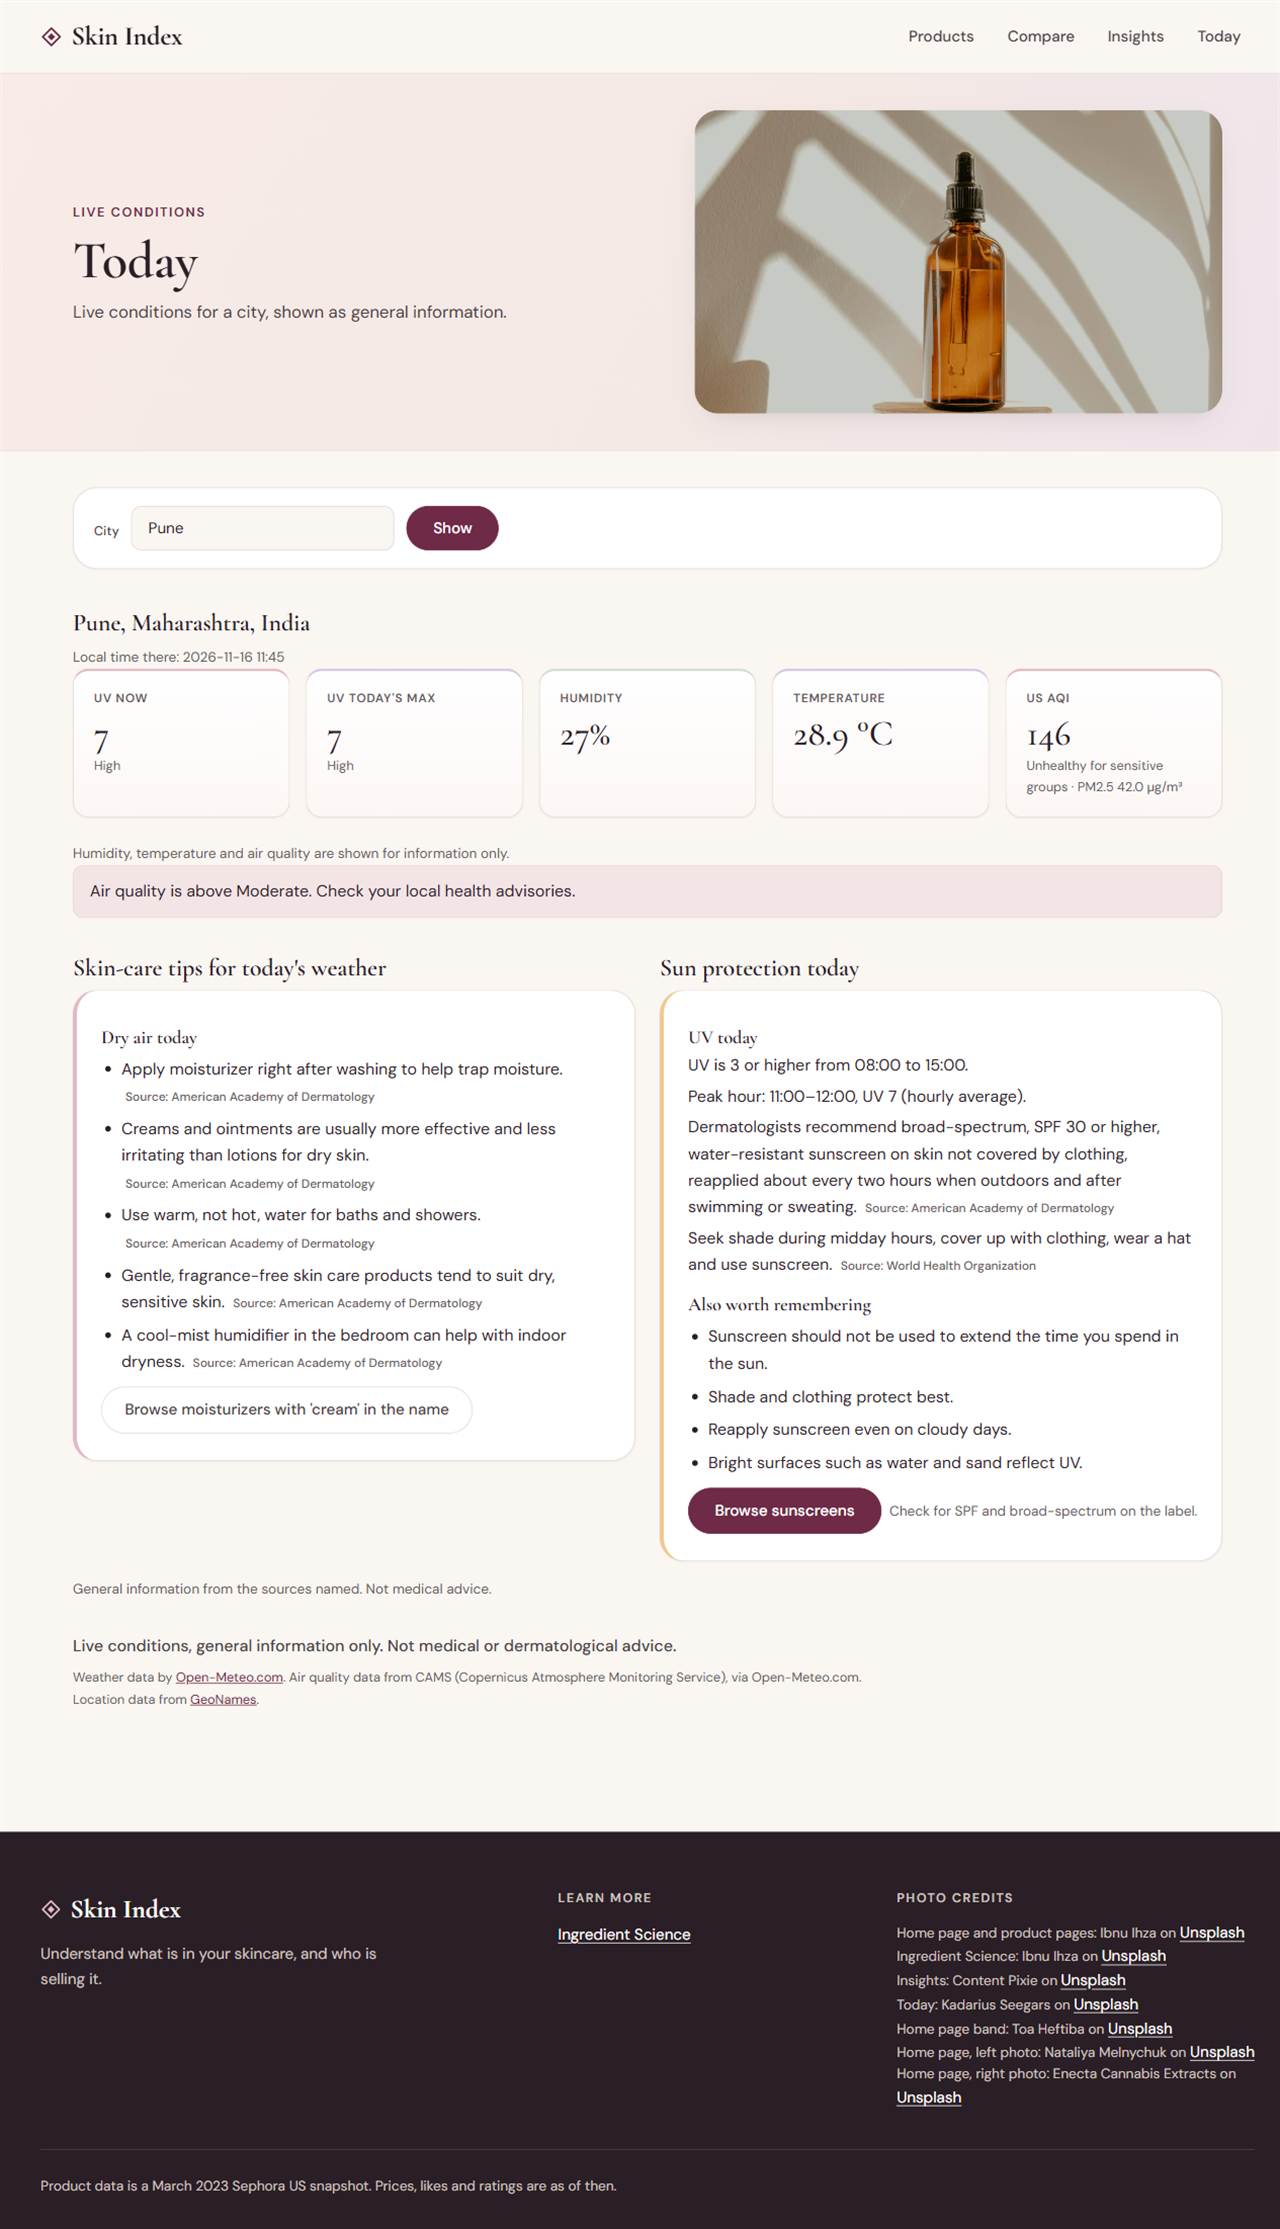 Skin Index
Products Compare Insights Today
LIVE CONDITIONS
Today
Live conditions for a city, shown as general information.
City Pune Show
Pune, Maharashtra, India
Local time there: 2026-11-16 11:45
UV NOW
7
High
UV TODAY'S MAX
7
High
HUMIDITY
27%
TEMPERATURE
28.9 °C
US AQI
146
Unhealthy for sensitive
groups · PM2.5 42.0 µg/m³
Humidity, temperature and air quality are shown for information only.
Air quality is above Moderate. Check your local health advisories.
Skin-care tips for today's weather
Dry air today
• Apply moisturizer right after washing to help trap moisture.
Source: American Academy of Dermatology
• Creams and ointments are usually more effective and less
irritating than lotions for dry skin.
Source: American Academy of Dermatology
• Use warm, not hot, water for baths and showers.
Source: American Academy of Dermatology
• Gentle, fragrance-free skin care products tend to suit dry,
sensitive skin. Source: American Academy of Dermatology
• A cool-mist humidifier in the bedroom can help with indoor
dryness. Source: American Academy of Dermatology
Browse moisturizers with 'cream' in the name
Sun protection today
UV today
UV is 3 or higher from 08:00 to 15:00.
Peak hour: 11:00–12:00, UV 7 (hourly average).
Dermatologists recommend broad-spectrum, SPF 30 or higher,
water-resistant sunscreen on skin not covered by clothing,
reapplied about every two hours when outdoors and after
swimming or sweating. Source: American Academy of Dermatology
Seek shade during midday hours, cover up with clothing, wear a hat
and use sunscreen. Source: World Health Organization
Also worth remembering
• Sunscreen should not be used to extend the time you spend in
the sun.
• Shade and clothing protect best.
• Reapply sunscreen even on cloudy days.
• Bright surfaces such as water and sand reflect UV.
Browse sunscreens Check for SPF and broad-spectrum on the label.
General information from the sources named. Not medical advice.
Live conditions, general information only. Not medical or dermatological advice.
Weather data by Open-Meteo.com. Air quality data from CAMS (Copernicus Atmosphere Monitoring Service), via Open-Meteo.com.
Location data from GeoNames.
Skin Index
Understand what is in your skincare, and who is
selling it.
LEARN MORE
Ingredient Science
PHOTO CREDITS
Home page and product pages: Ibnu Ihza on Unsplash
Ingredient Science: Ibnu Ihza on Unsplash
Insights: Content Pixie on Unsplash
Today: Kadarius Seegars on Unsplash
Home page band: Toa Heftiba on Unsplash
Home page, left photo: Nataliya Melnychuk on Unsplash
Home page, right photo: Enecta Cannabis Extracts on
Unsplash
Product data is a March 2023 Sephora US snapshot. Prices, likes and ratings are as of then.